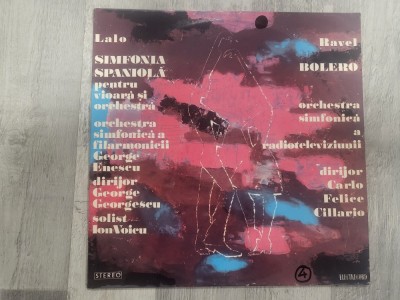 Lalo
SIMFONIA
SPANIOLĂ
pentru
vioară și
orchestră
orchestra
simfonică a
filarmonicii
George
Enescu
dirijor
George
Georgescu
solist
Ion Voicu
STEREO
Ravel
BOLERO
orchestra
simfonică
a
radioteleviziunii
dirijor
Carlo
Felice
Cillario
4
ELECTRECORD